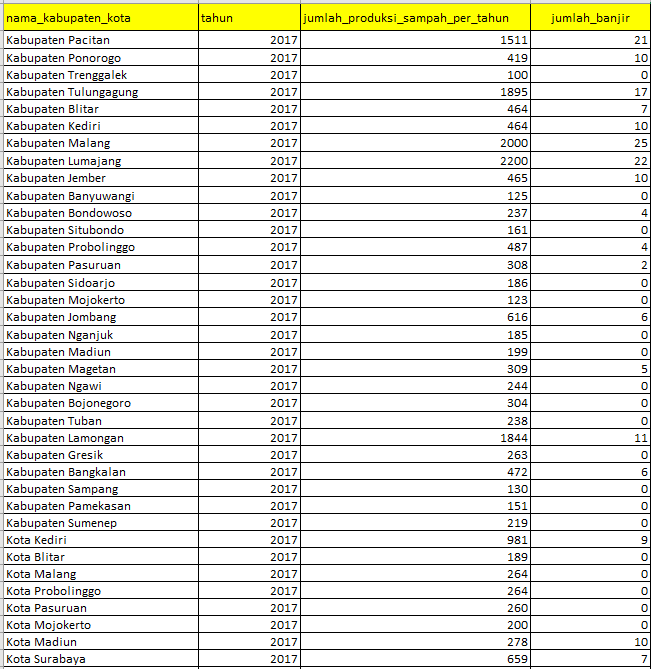 nama_kabupaten_kota tahun jumlah_produksi_sampah_per_tahun jumlah_banjir
Kabupaten Pacitan 2017 1511 21
Kabupaten Ponorogo 2017 419 10
Kabupaten Trenggalek 2017 100 0
Kabupaten Tulungagung 2017 1895 17
Kabupaten Blitar 2017 464 7
Kabupaten Kediri 2017 464 10
Kabupaten Malang 2017 2000 25
Kabupaten Lumajang 2017 2200 22
Kabupaten Jember 2017 465 10
Kabupaten Banyuwangi 2017 125 0
Kabupaten Bondowoso 2017 237 4
Kabupaten Situbondo 2017 161 0
Kabupaten Probolinggo 2017 487 4
Kabupaten Pasuruan 2017 308 2
Kabupaten Sidoarjo 2017 186 0
Kabupaten Mojokerto 2017 123 0
Kabupaten Jombang 2017 616 6
Kabupaten Nganjuk 2017 185 0
Kabupaten Madiun 2017 199 0
Kabupaten Magetan 2017 309 5
Kabupaten Ngawi 2017 244 0
Kabupaten Bojonegoro 2017 304 0
Kabupaten Tuban 2017 238 0
Kabupaten Lamongan 2017 1844 11
Kabupaten Gresik 2017 263 0
Kabupaten Bangkalan 2017 472 6
Kabupaten Sampang 2017 130 0
Kabupaten Pamekasan 2017 151 0
Kabupaten Sumenep 2017 219 0
Kota Kediri 2017 981 9
Kota Blitar 2017 189 0
Kota Malang 2017 264 0
Kota Probolinggo 2017 264 0
Kota Pasuruan 2017 260 0
Kota Mojokerto 2017 200 0
Kota Madiun 2017 278 10
Kota Surabaya 2017 659 7